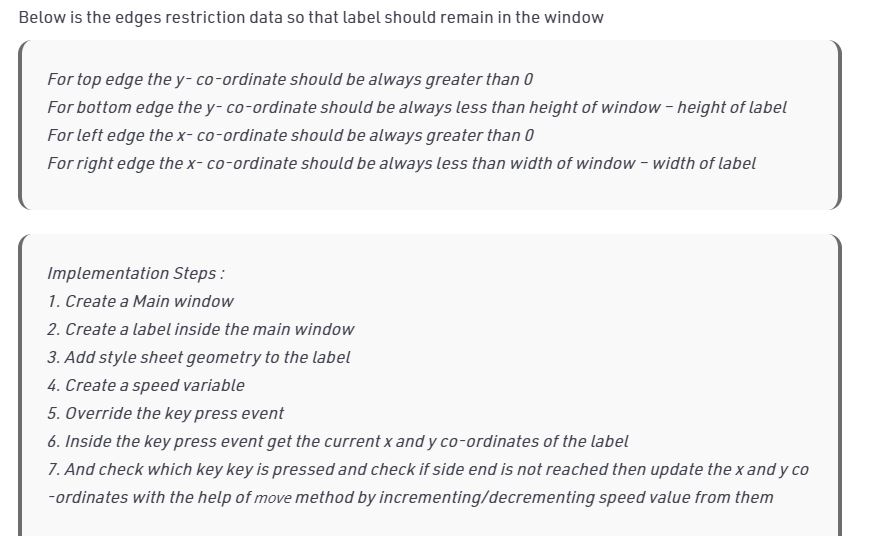 Below is the edges restriction data so that label should remain in the window
For top edge the y- co-ordinate should be always greater than 0
For bottom edge the y- co-ordinate should be always less than height of window – height of label
For left edge the x- co-ordinate should be always greater than 0
For right edge the x- co-ordinate should be always less than width of window – width of label
Implementation Steps :
1. Create a Main window
2. Create a label inside the main window
3. Add style sheet geometry to the label
4. Create a speed variable
5. Override the key press event
6. Inside the key press event get the current x and y co-ordinates of the label
7. And check which key key is pressed and check if side end is not reached then update the x and y co
-ordinates with the help of move method by incrementing/decrementing speed value from them